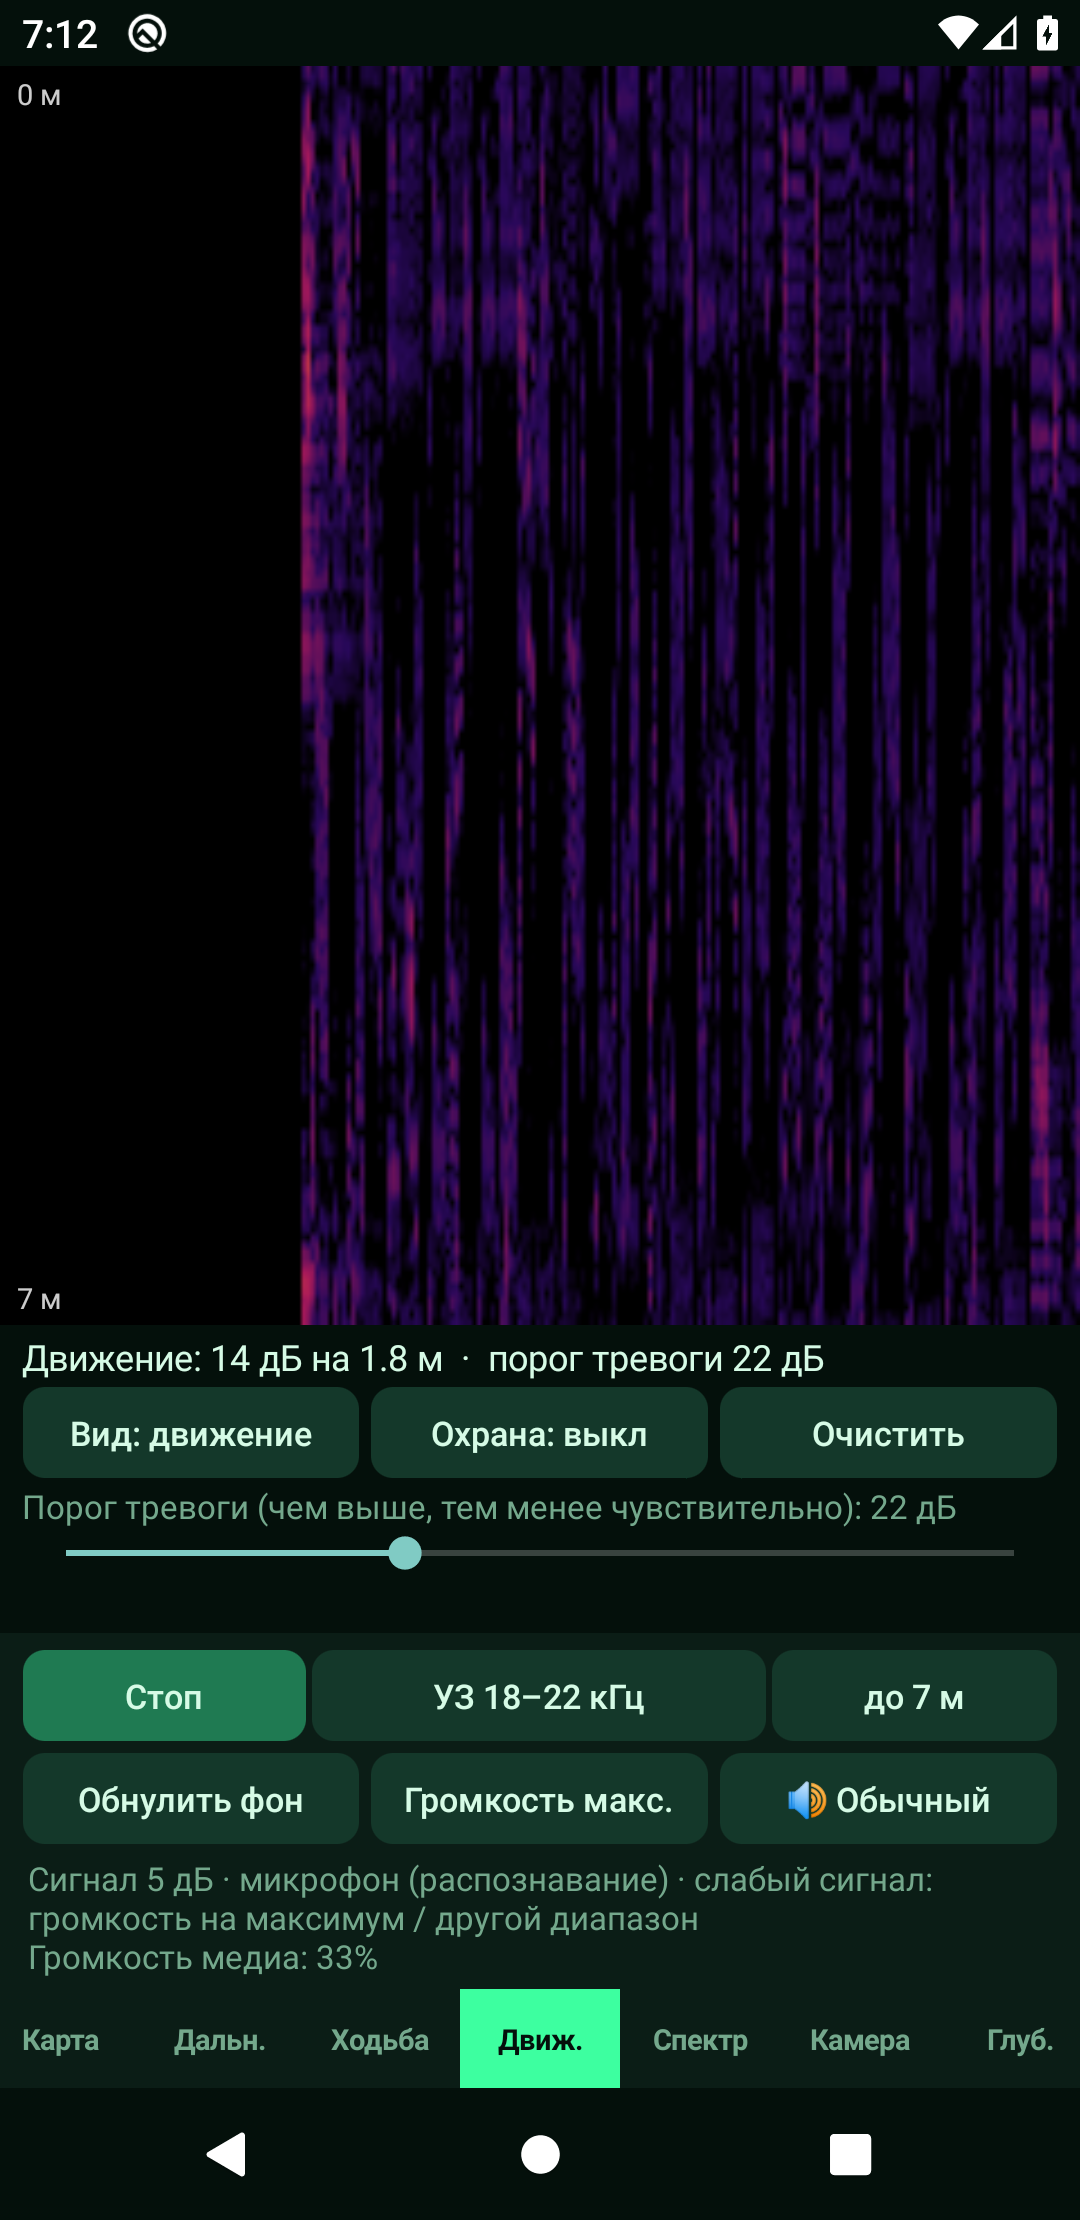 7:12
0 м
7 м
Движение: 14 дБ на 1.8 м · порог тревоги 22 дБ
Вид: движение Охрана: выкл Очистить
Порог тревоги (чем выше, тем менее чувствительно): 22 дБ
Стоп УЗ 18–22 кГц до 7 м
Обнулить фон Громкость макс. Обычный
Сигнал 5 дБ · микрофон (распознавание) · слабый сигнал:
громкость на максимум / другой диапазон
Громкость медиа: 33%
Карта Дальн. Ходьба Движ. Спектр Камера Глуб.